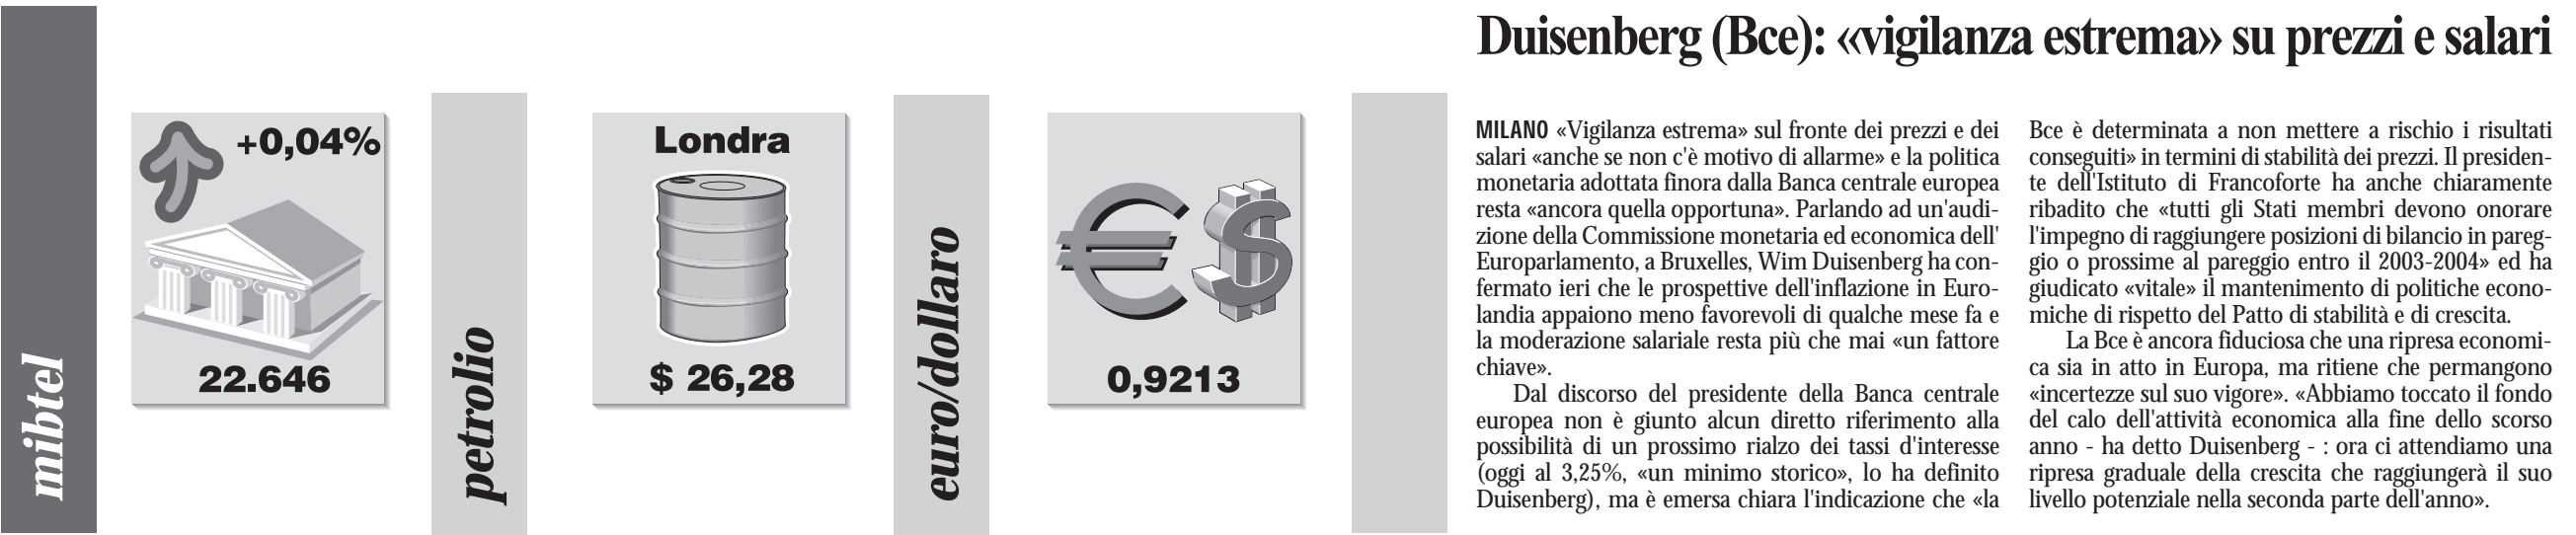 mibtel
+0,04%
22.646
petrolio
Londra
$ 26,28
euro/dollaro
€ $
0,9213
Duisenberg (Bce): «vigilanza estrema» su prezzi e salari
MILANO «Vigilanza estrema» sul fronte dei prezzi e dei
salari «anche se non c'è motivo di allarme» e la politica
monetaria adottata finora dalla Banca centrale europea
resta «ancora quella opportuna». Parlando ad un'audi-
zione della Commissione monetaria ed economica dell'
Europarlamento, a Bruxelles, Wim Duisenberg ha con-
fermato ieri che le prospettive dell'inflazione in Euro-
landia appaiono meno favorevoli di qualche mese fa e
la moderazione salariale resta più che mai «un fattore
chiave».
Dal discorso del presidente della Banca centrale
europea non è giunto alcun diretto riferimento alla
possibilità di un prossimo rialzo dei tassi d'interesse
(oggi al 3,25%, «un minimo storico», lo ha definito
Duisenberg), ma è emersa chiara l'indicazione che «la
Bce è determinata a non mettere a rischio i risultati
conseguiti» in termini di stabilità dei prezzi. Il presiden-
te dell'Istituto di Francoforte ha anche chiaramente
ribadito che «tutti gli Stati membri devono onorare
l'impegno di raggiungere posizioni di bilancio in pareg-
gio o prossime al pareggio entro il 2003-2004» ed ha
giudicato «vitale» il mantenimento di politiche econo-
miche di rispetto del Patto di stabilità e di crescita.
La Bce è ancora fiduciosa che una ripresa economi-
ca sia in atto in Europa, ma ritiene che permangono
«incertezze sul suo vigore». «Abbiamo toccato il fondo
del calo dell'attività economica alla fine dello scorso
anno - ha detto Duisenberg - : ora ci attendiamo una
ripresa graduale della crescita che raggiungerà il suo
livello potenziale nella seconda parte dell'anno».